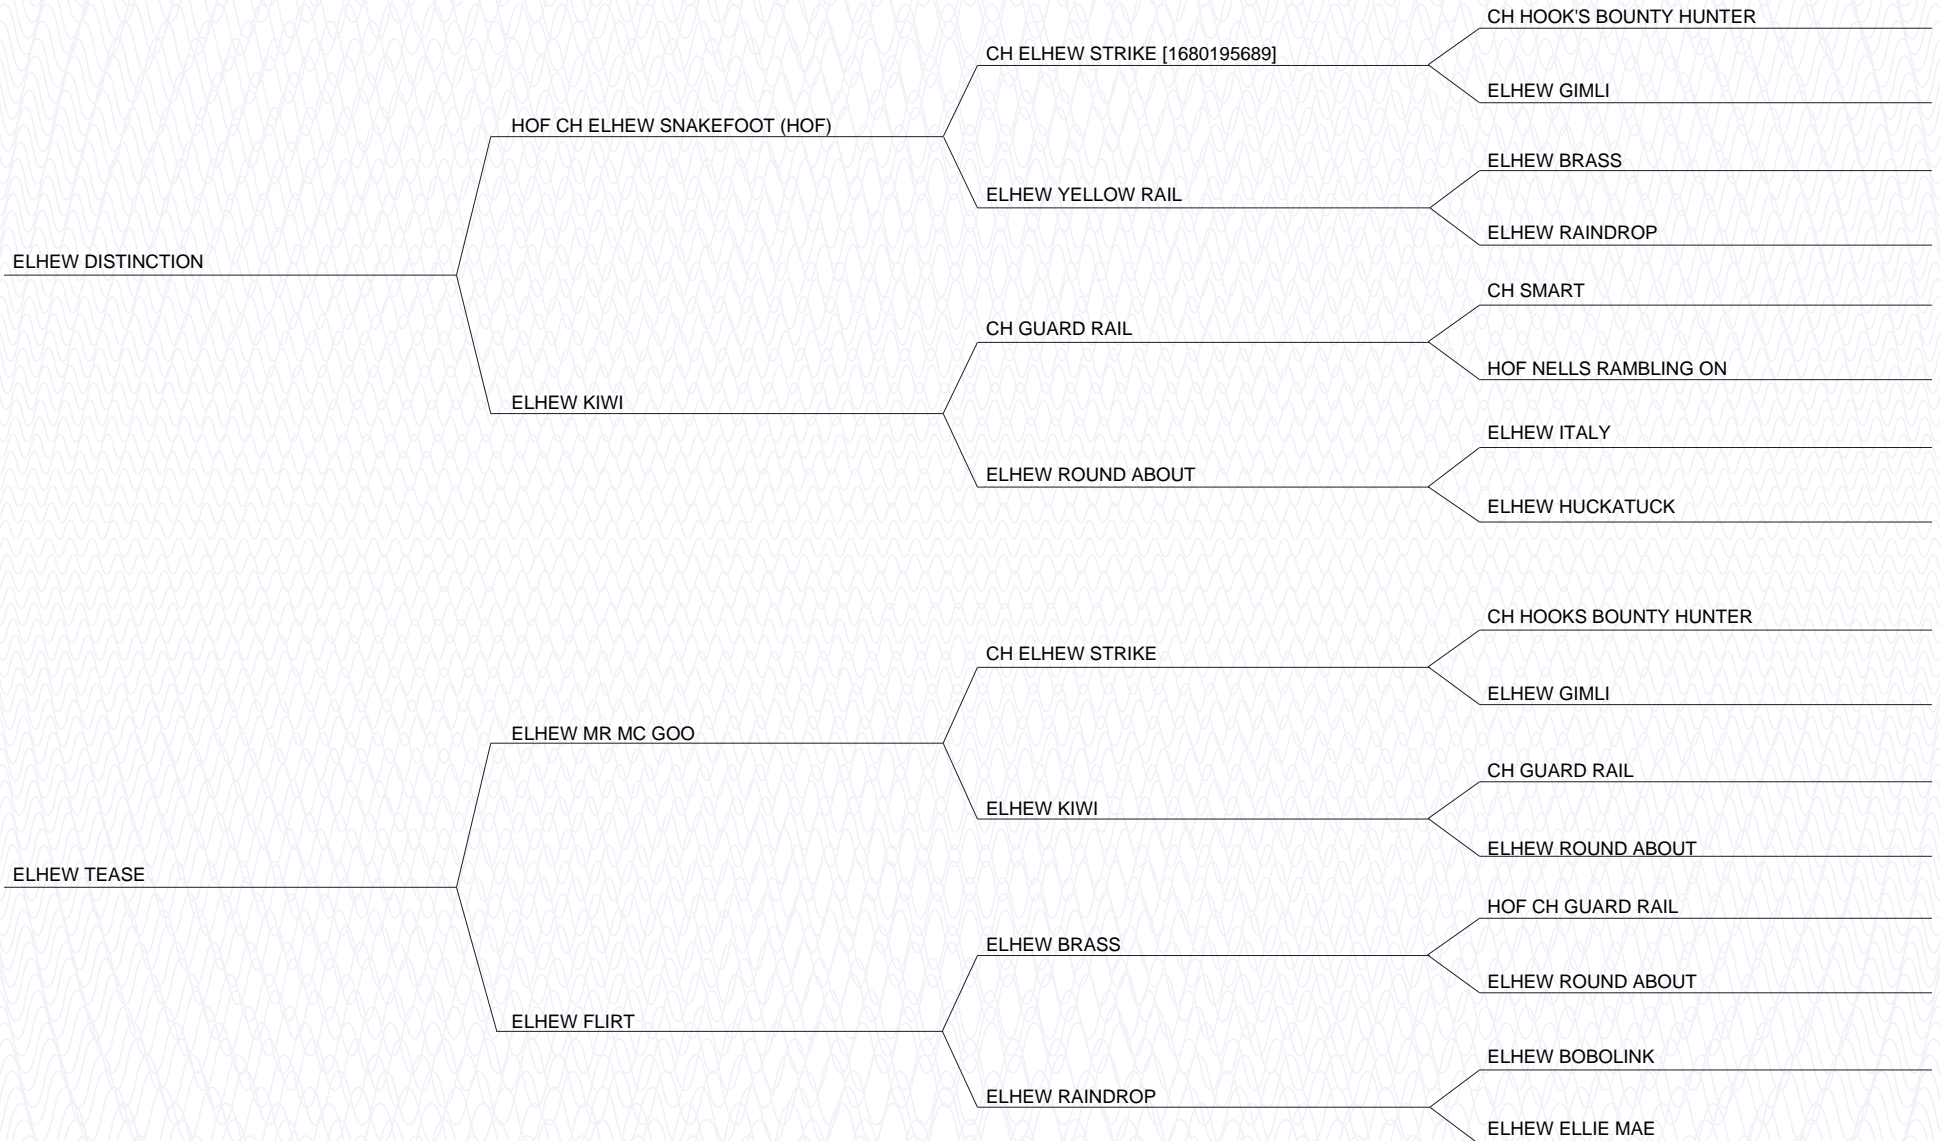 CH HOOK'S BOUNTY HUNTER
CH ELHEW STRIKE [1680195689]
ELHEW GIMLI
HOF CH ELHEW SNAKEFOOT (HOF)
ELHEW BRASS
ELHEW YELLOW RAIL
ELHEW RAINDROP
ELHEW DISTINCTION
CH SMART
CH GUARD RAIL
HOF NELLS RAMBLING ON
ELHEW KIWI
ELHEW ITALY
ELHEW ROUND ABOUT
ELHEW HUCKATUCK
CH HOOKS BOUNTY HUNTER
CH ELHEW STRIKE
ELHEW GIMLI
ELHEW MR MC GOO
CH GUARD RAIL
ELHEW KIWI
ELHEW ROUND ABOUT
ELHEW TEASE
HOF CH GUARD RAIL
ELHEW BRASS
ELHEW ROUND ABOUT
ELHEW FLIRT
ELHEW BOBOLINK
ELHEW RAINDROP
ELHEW ELLIE MAE